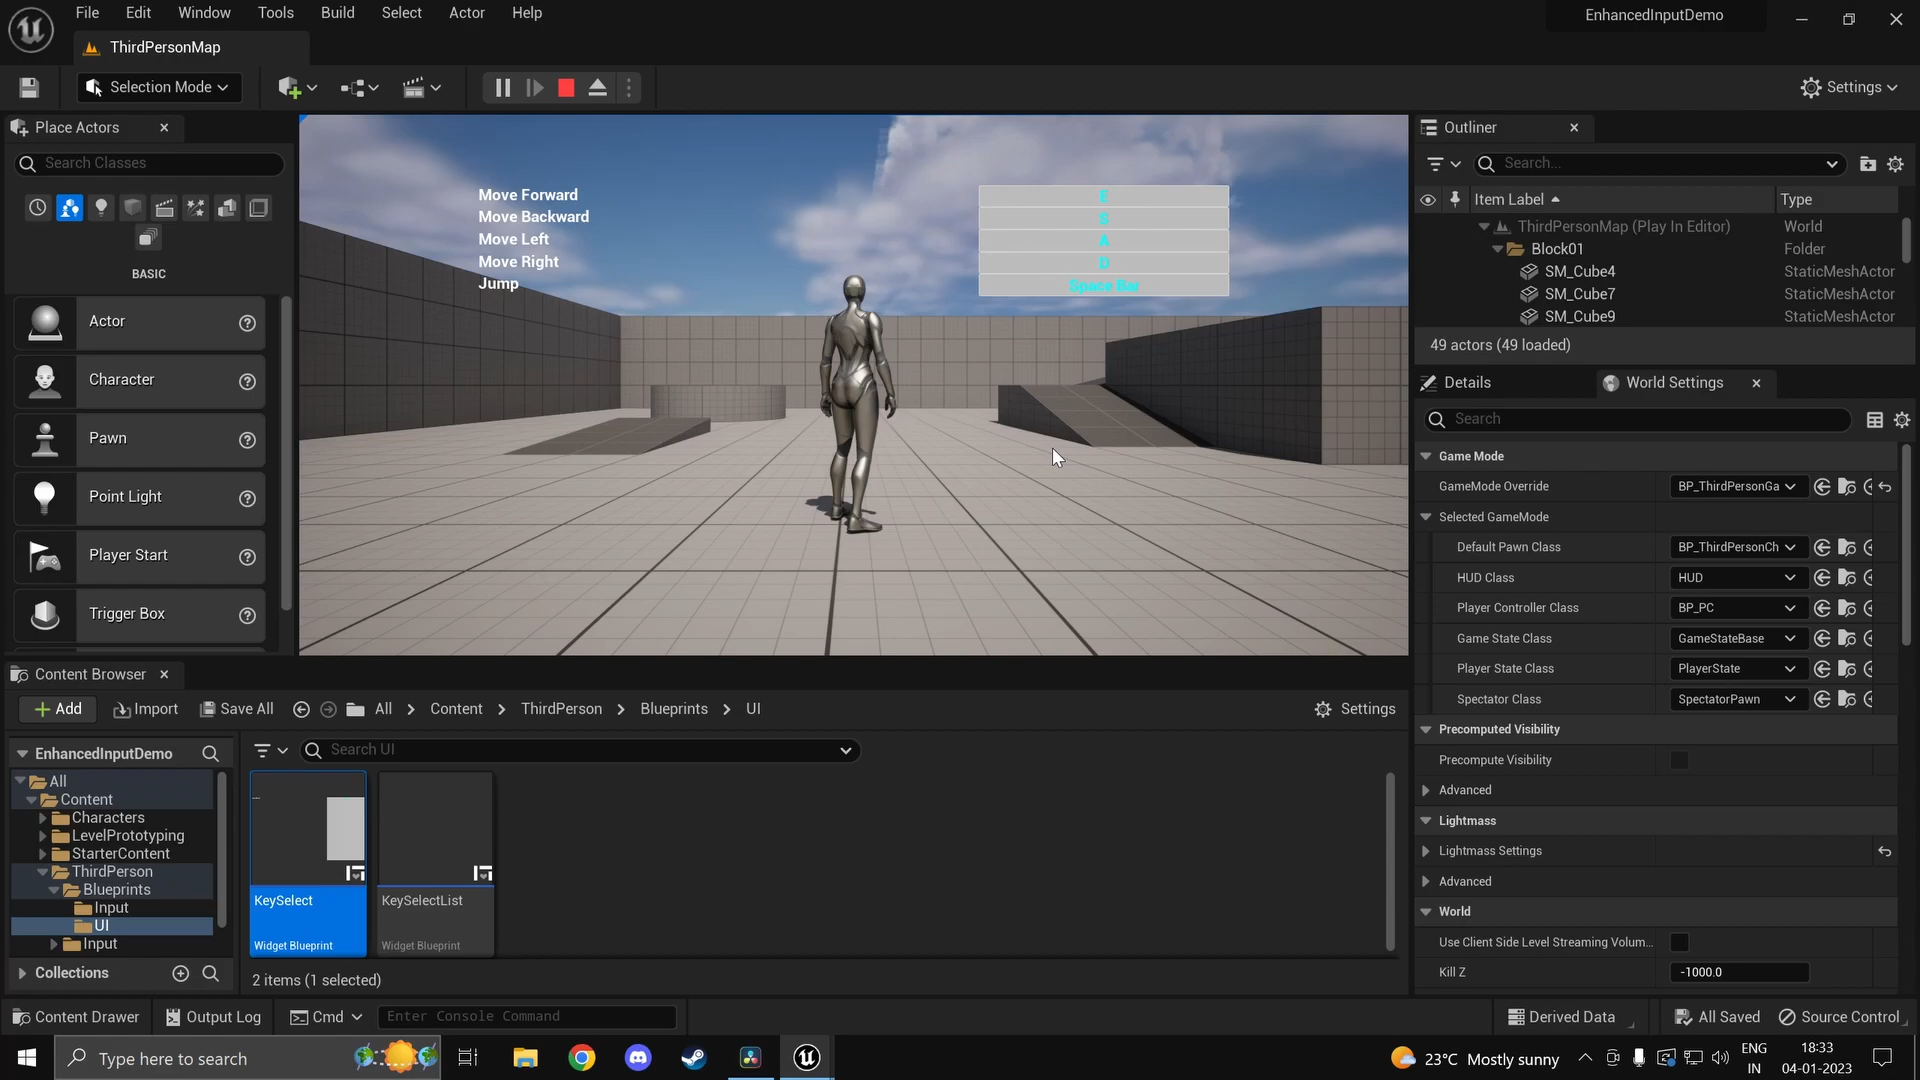 File Edit Window Tools Build Select Actor Help
EnhancedInputDemo
ThirdPersonMap
Selection Mode
Settings
Place Actors
Search Classes
BASIC
Actor
Character
Pawn
Point Light
Player Start
Trigger Box
Move Forward E
Move Backward S
Move Left A
Move Right D
Jump Space Bar
Outliner
Search...
Item Label Type
ThirdPersonMap (Play In Editor) World
Block01 Folder
SM_Cube4 StaticMeshActor
SM_Cube7 StaticMeshActor
SM_Cube9 StaticMeshActor
49 actors (49 loaded)
Details World Settings
Search
Game Mode
GameMode Override BP_ThirdPersonGa
Selected GameMode
Default Pawn Class BP_ThirdPersonCh
HUD Class HUD
Player Controller Class BP_PC
Game State Class GameStateBase
Player State Class PlayerState
Spectator Class SpectatorPawn
Precomputed Visibility
Precompute Visibility
Advanced
Lightmass
Lightmass Settings
Advanced
World
Use Client Side Level Streaming Volum...
Kill Z -1000.0
Content Browser
Add Import Save All All Content ThirdPerson Blueprints UI Settings
EnhancedInputDemo
Search UI
All
Content
Characters
LevelPrototyping
StarterContent
ThirdPerson
Blueprints
Input
UI
Input
Collections
KeySelect
Widget Blueprint
KeySelectList
Widget Blueprint
2 items (1 selected)
Content Drawer Output Log Cmd Enter Console Command Derived Data All Saved Source Control
Type here to search
23°C Mostly sunny
ENG
IN
18:33
04-01-2023